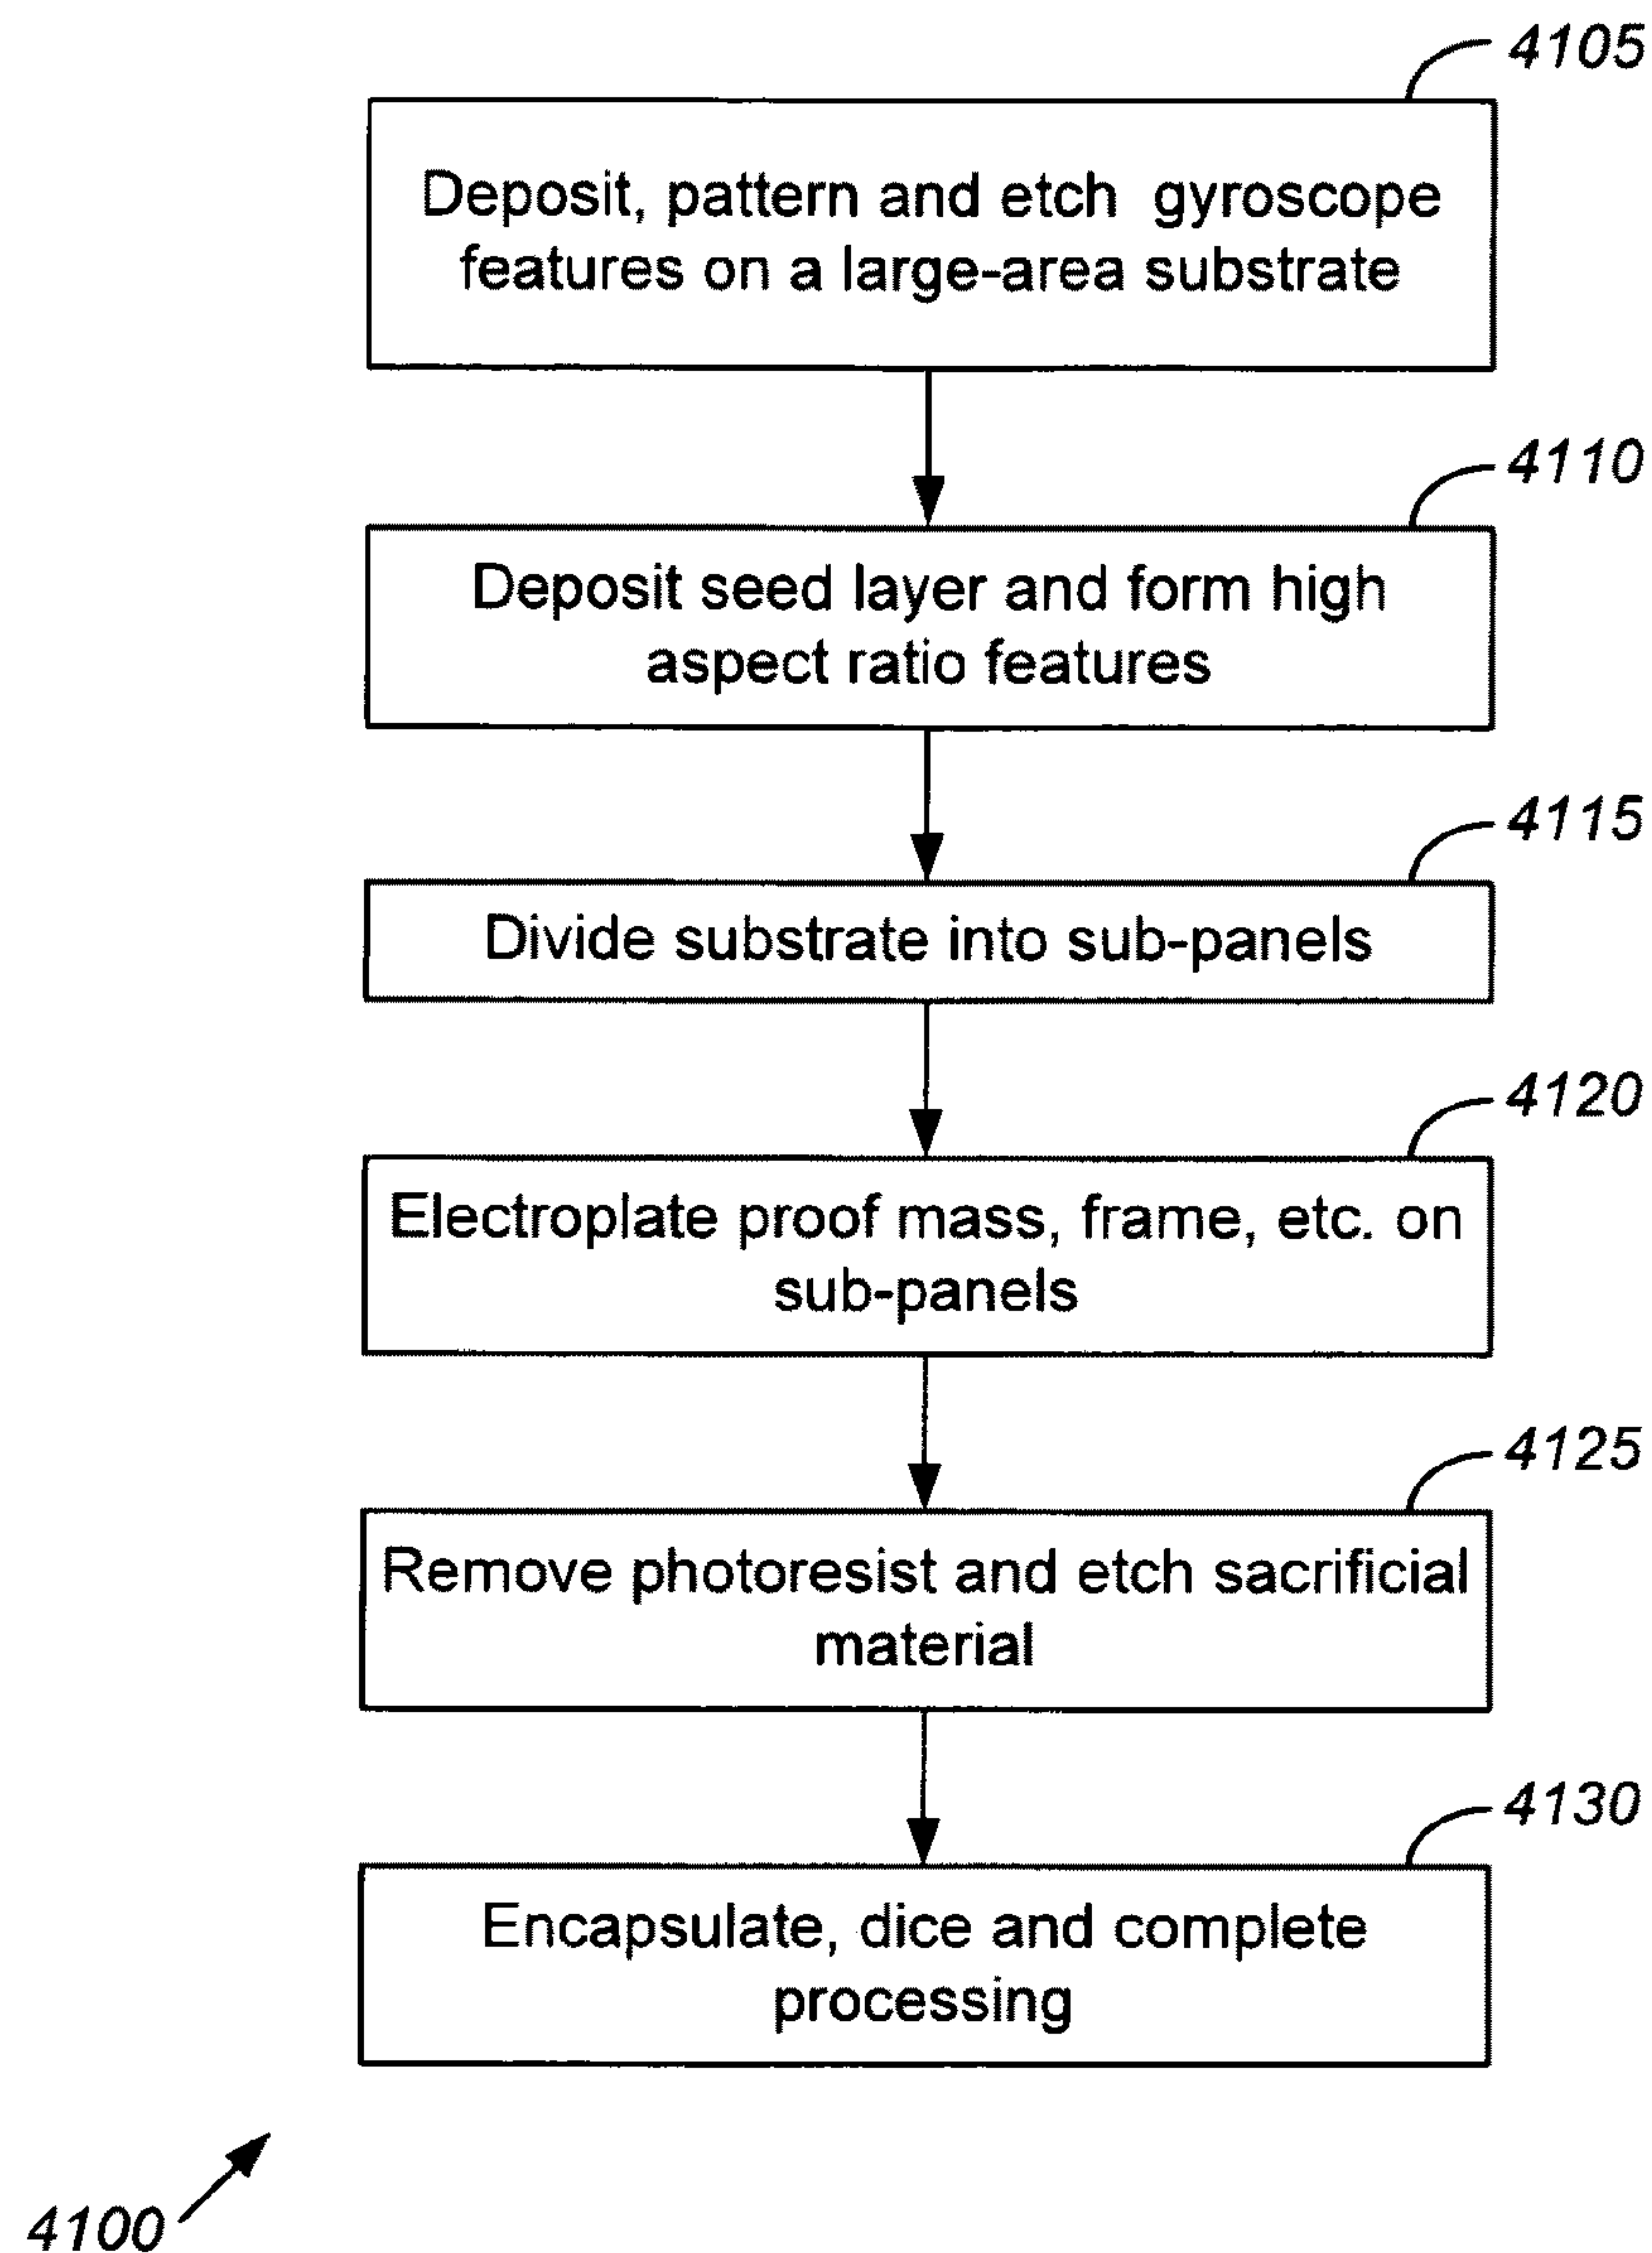 4105
Deposit, pattern and etch gyroscope
features on a large-area substrate
4110
Deposit seed layer and form high
aspect ratio features
4115
Divide substrate into sub-panels
4120
Electroplate proof mass, frame, etc. on
sub-panels
4125
Remove photoresist and etch sacrificial
material
4130
Encapsulate, dice and complete
processing
4100